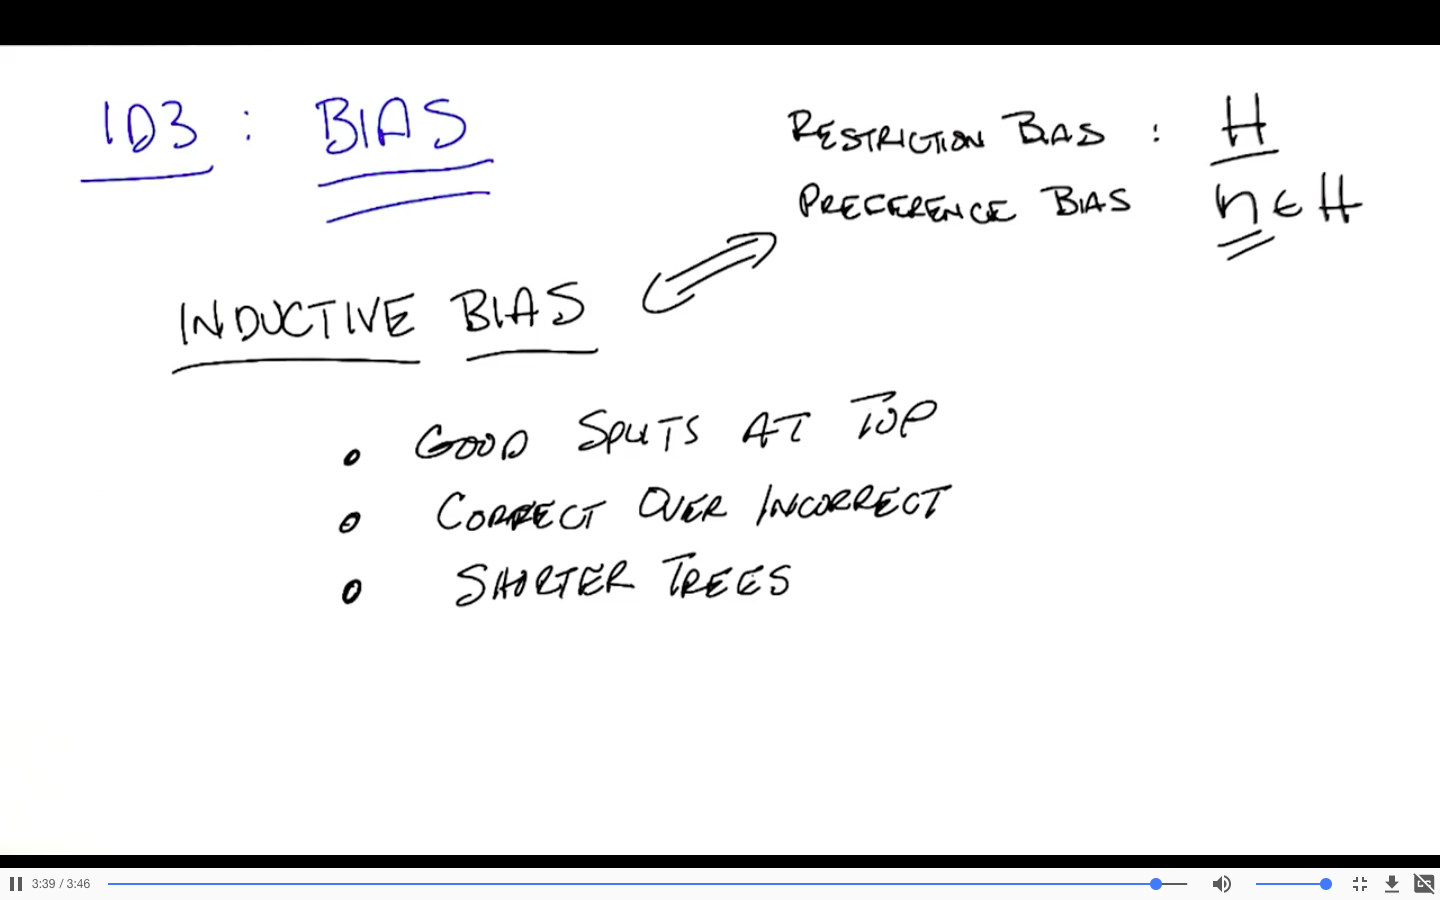 ID3 : BIAS
RESTRICTION BIAS : H
PREFERENCE BIAS h ∈ H
INDUCTIVE BIAS
• GOOD SPLITS AT TOP
• CORRECT OVER INCORRECT
• SHORTER TREES
3:39 / 3:46
CC